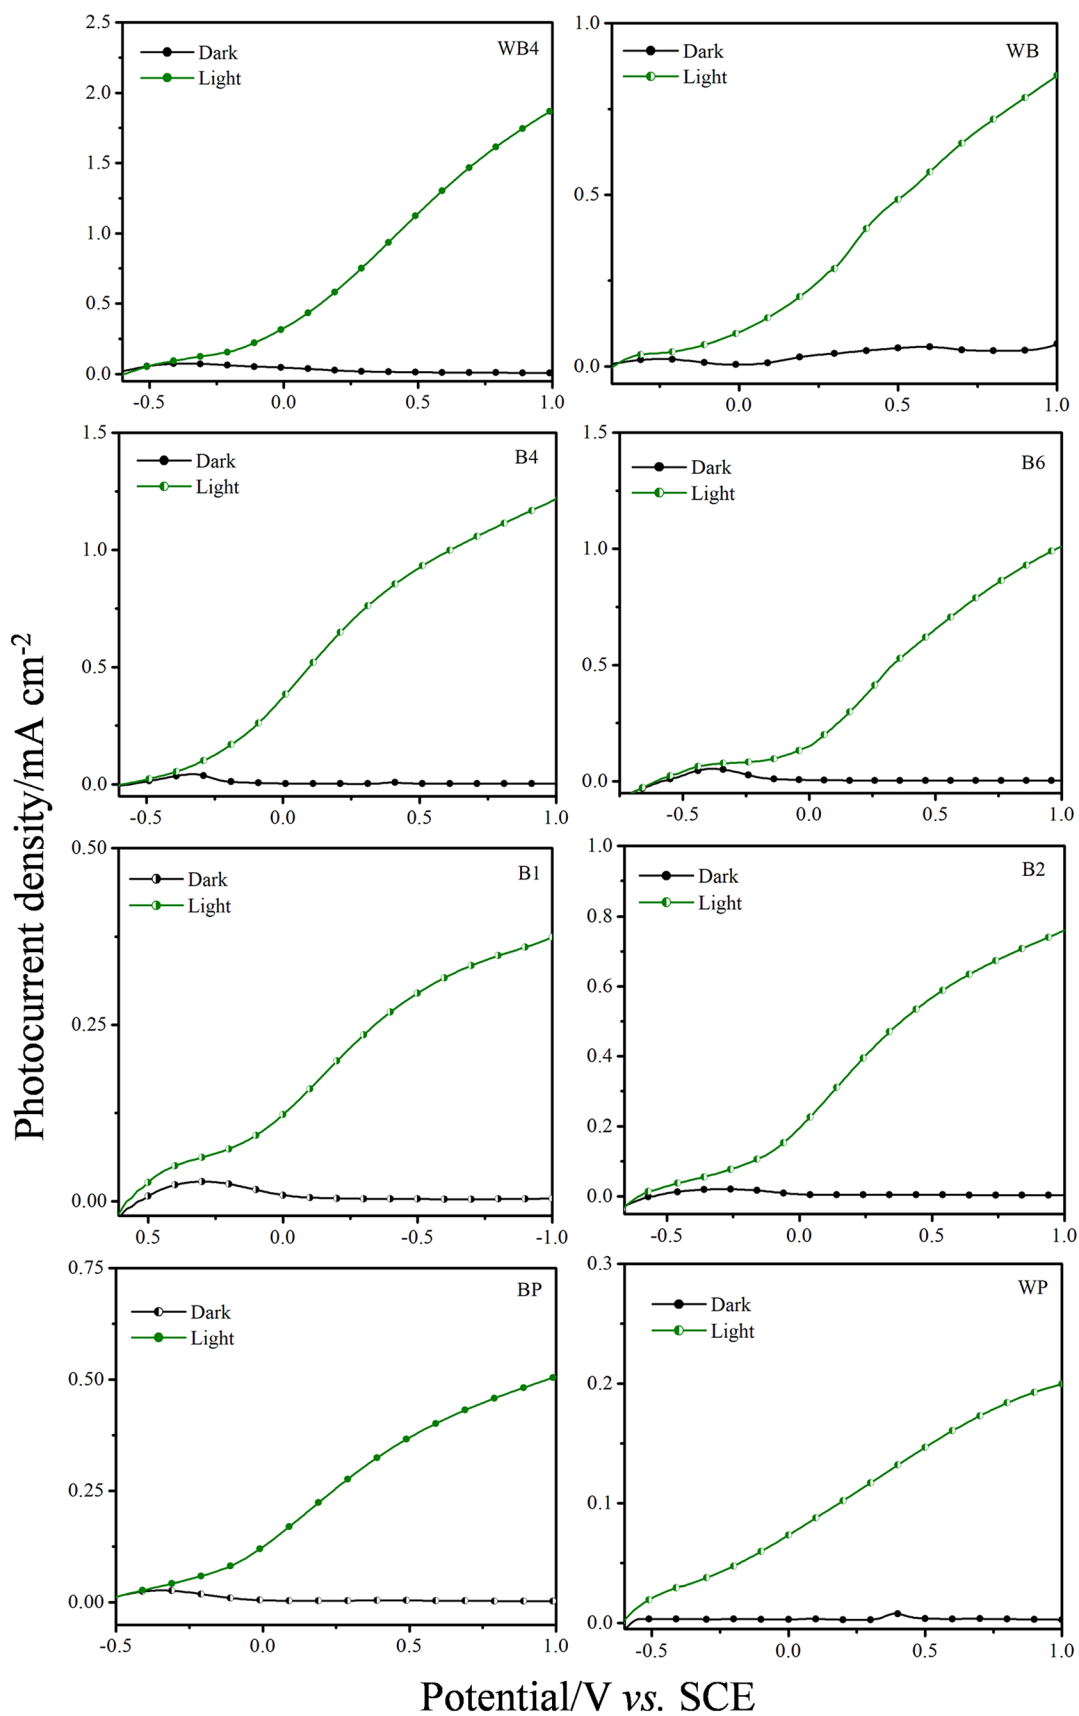 2.5
2.0
1.5
1.0
0.5
0.0
Dark
Light
WB4
-0.5
0.0
0.5
1.0
1.0
0.5
0.0
Dark
Light
WB
0.0
0.5
1.0
1.5
1.0
0.5
0.0
Dark
Light
B4
-0.5
0.0
0.5
1.0
1.5
1.0
0.5
0.0
Dark
Light
B6
-0.5
0.0
0.5
1.0
0.50
0.25
0.00
Dark
Light
B1
0.5
0.0
-0.5
-1.0
1.0
0.8
0.6
0.4
0.2
0.0
Dark
Light
B2
-0.5
0.0
0.5
1.0
0.75
0.50
0.25
0.00
Dark
Light
BP
-0.5
0.0
0.5
1.0
0.3
0.2
0.1
0.0
Dark
Light
WP
-0.5
0.0
0.5
1.0
Photocurrent density/mA cm⁻²
Potential/V vs. SCE